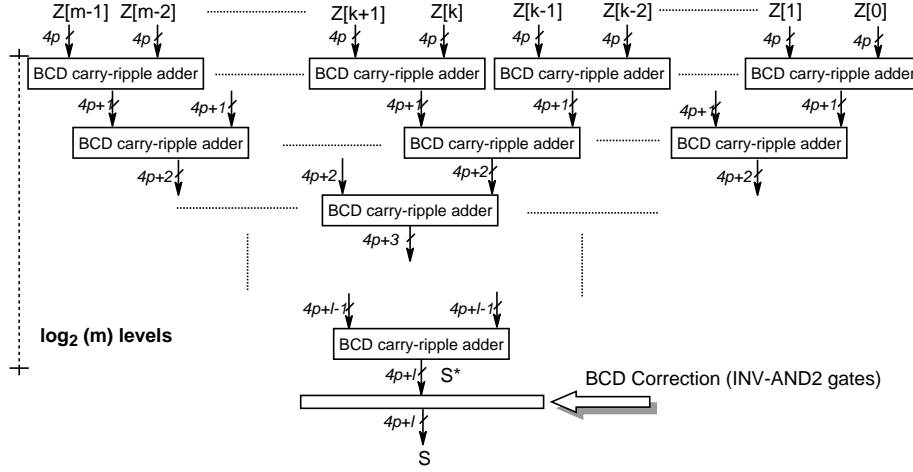 Z[m-1] Z[m-2] Z[k+1] Z[k] Z[k-1] Z[k-2] Z[1] Z[0]
4p 4p 4p 4p 4p 4p 4p 4p
BCD carry-ripple adder BCD carry-ripple adder BCD carry-ripple adder BCD carry-ripple adder
4p+1 4p+1 4p+1 4p+1 4p+1 4p+1
BCD carry-ripple adder BCD carry-ripple adder BCD carry-ripple adder
4p+2 4p+2 4p+2 4p+2
BCD carry-ripple adder
4p+3
4p+l-1 4p+l-1
log2 (m) levels
BCD carry-ripple adder
4p+l S*
BCD Correction (INV-AND2 gates)
4p+l
S